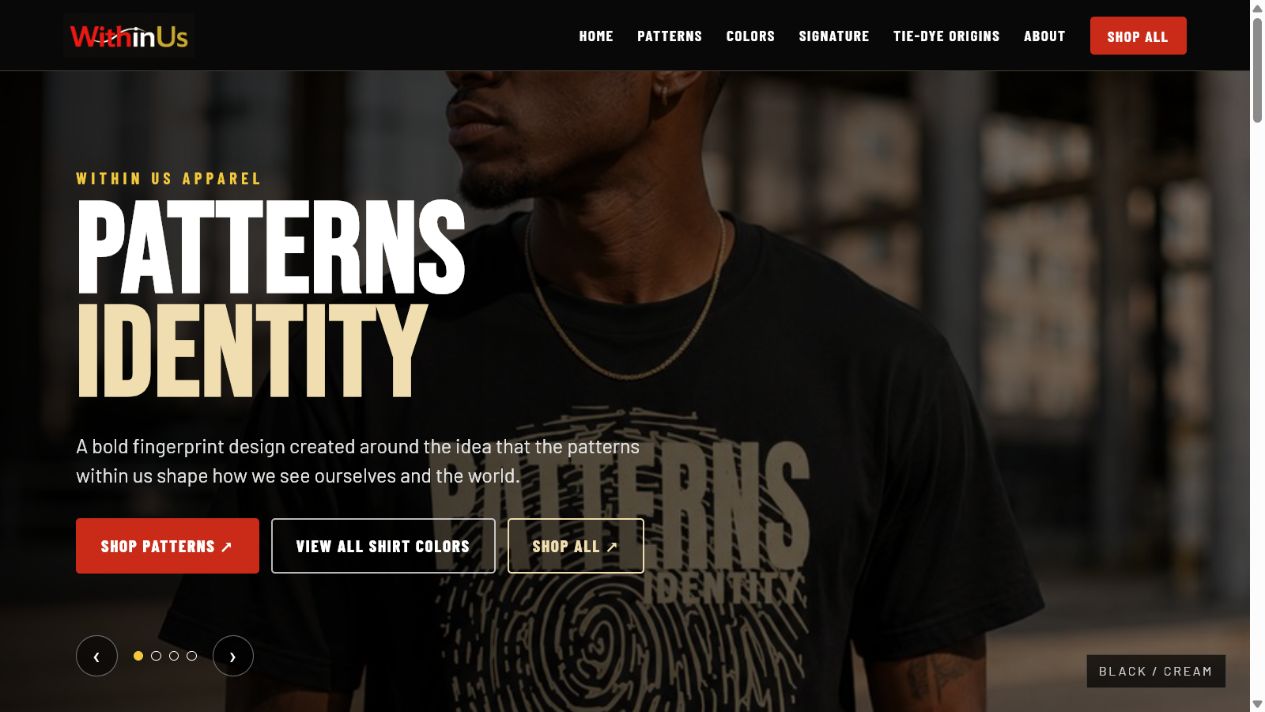 WithinUs
HOME PATTERNS COLORS SIGNATURE TIE-DYE ORIGINS ABOUT SHOP ALL
WITHIN US APPAREL
PATTERNS
IDENTITY
A bold fingerprint design created around the idea that the patterns
within us shape how we see ourselves and the world.
PATTERNS
IDENTITY
SHOP PATTERNS ↗ VIEW ALL SHIRT COLORS SHOP ALL ↗
‹ ›
BLACK / CREAM